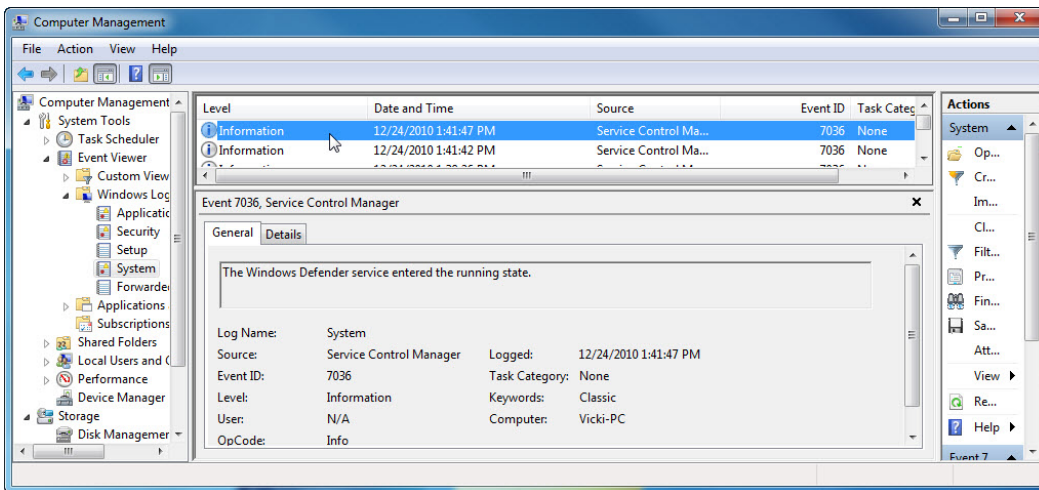 Computer Management
File Action View Help
Computer Management
System Tools
Task Scheduler
Event Viewer
Custom View
Windows Log
Applicatio
Security
Setup
System
Forwarde
Applications
Subscriptions
Shared Folders
Local Users and G
Performance
Device Manager
Storage
Disk Managemer
Level Date and Time Source Event ID Task Categ
Information 12/24/2010 1:41:47 PM Service Control Ma... 7036 None
Information 12/24/2010 1:41:42 PM Service Control Ma... 7036 None
Event 7036, Service Control Manager
General Details
The Windows Defender service entered the running state.
Log Name: System
Source: Service Control Manager Logged: 12/24/2010 1:41:47 PM
Event ID: 7036 Task Category: None
Level: Information Keywords: Classic
User: N/A Computer: Vicki-PC
OpCode: Info
Actions
System
Op...
Cr...
Im...
Cl...
Filt...
Pr...
Fin...
Sa...
Att...
View
Re...
Help
Event 7